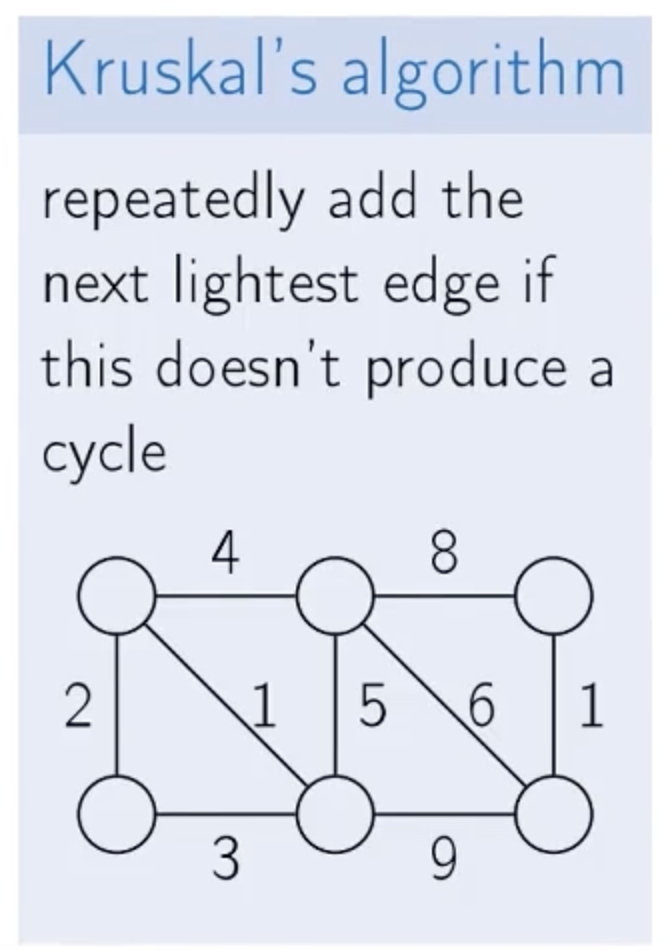 Kruskal's algorithm
repeatedly add the
next lightest edge if
this doesn't produce a
cycle
4 8
2 1 5 6 1
3 9